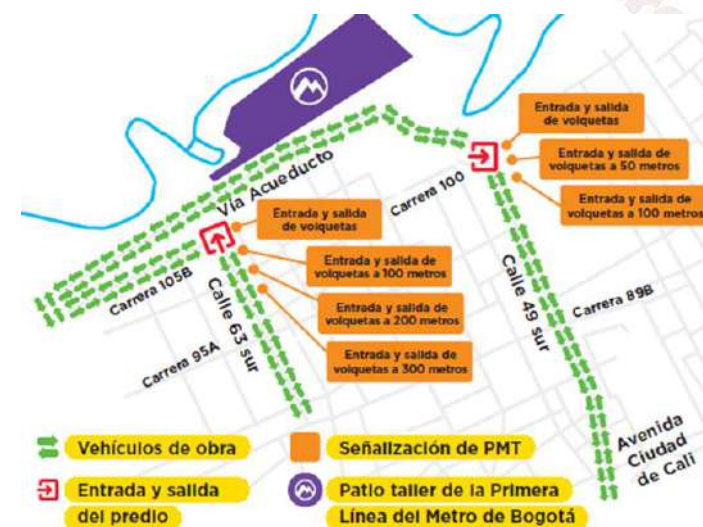 Entrada y salida
de volquetas
Entrada y salida de
volquetas a 50 metros
Entrada y salida de
volquetas a 100 metros
Vía Acueducto
Carrera 100
Entrada y salida
de volquetas
Entrada y salida de
volquetas a 100 metros
Entrada y salida de
volquetas a 200 metros
Entrada y salida de
volquetas a 300 metros
Carrera 105B
Calle 63 sur
Carrera 95A
Calle 49 sur
Carrera 89B
Avenida
Ciudad
de Cali
Vehículos de obra
Señalización de PMT
Entrada y salida
del predio
Patio taller de la Primera
Línea del Metro de Bogotá